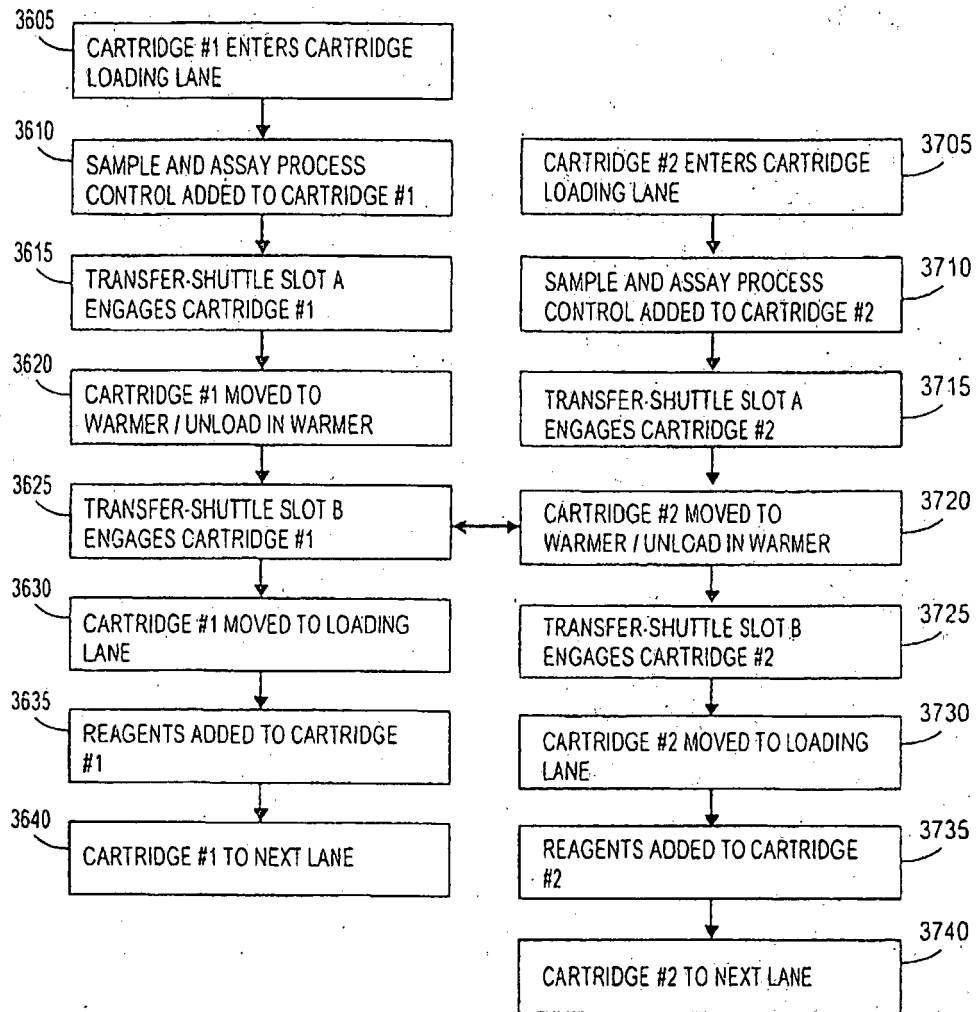 3605
CARTRIDGE #1 ENTERS CARTRIDGE
LOADING LANE
3610
SAMPLE AND ASSAY PROCESS
CONTROL ADDED TO CARTRIDGE #1
3615
TRANSFER-SHUTTLE SLOT A
ENGAGES CARTRIDGE #1
3620
CARTRIDGE #1 MOVED TO
WARMER / UNLOAD IN WARMER
3625
TRANSFER-SHUTTLE SLOT B
ENGAGES CARTRIDGE #1
3630
CARTRIDGE #1 MOVED TO LOADING
LANE
3635
REAGENTS ADDED TO CARTRIDGE
#1
3640
CARTRIDGE #1 TO NEXT LANE
3705
CARTRIDGE #2 ENTERS CARTRIDGE
LOADING LANE
3710
SAMPLE AND ASSAY PROCESS
CONTROL ADDED TO CARTRIDGE #2
3715
TRANSFER-SHUTTLE SLOT A
ENGAGES CARTRIDGE #2
3720
CARTRIDGE #2 MOVED TO
WARMER / UNLOAD IN WARMER
3725
TRANSFER-SHUTTLE SLOT B
ENGAGES CARTRIDGE #2
3730
CARTRIDGE #2 MOVED TO LOADING
LANE
3735
REAGENTS ADDED TO CARTRIDGE
#2
3740
CARTRIDGE #2 TO NEXT LANE